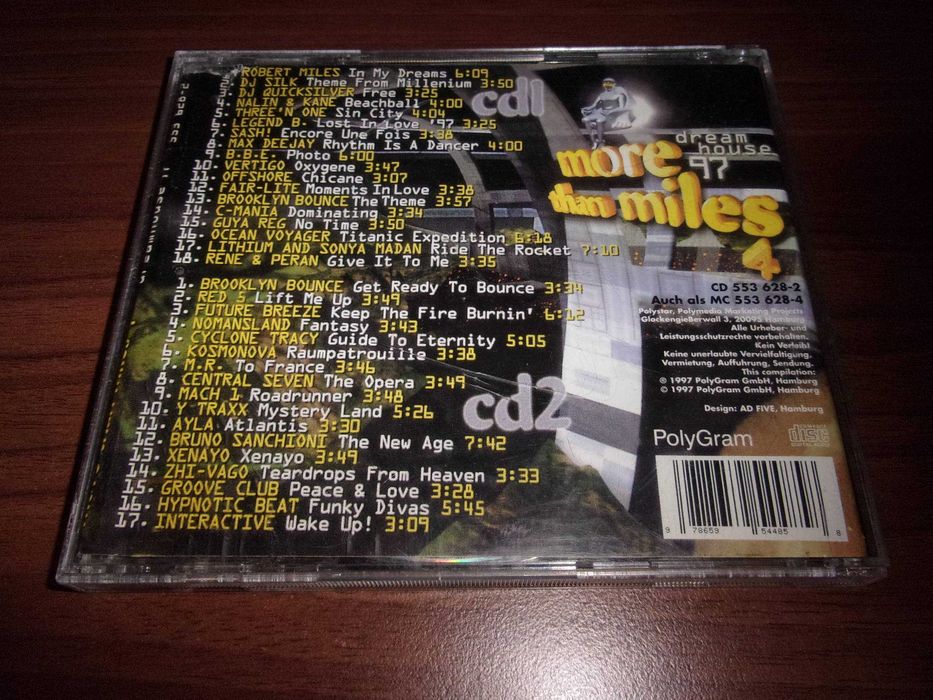 1. ROBERT MILES In My Dreams 6:09
2. DJ SILK Theme From Millenium 3:50
3. DJ QUICKSILVER Free 3:25
4. NALIN & KANE Beachball 4:00
5. THREE'N ONE Sin City 4:04
6. LEGEND B. Lost In Love '97 3:25
7. SASH! Encore Une Fois 3:38
8. MAX DEEJAY Rhythm Is A Dancer 4:00
9. B.B.E. Photo 6:00
10. VERTIGO Oxygene 3:47
11. OFFSHORE Chicane 3:07
12. FAIR-LITE Moments In Love 3:38
13. BROOKLYN BOUNCE The Theme 3:57
14. C-MANIA Dominating 3:34
15. GUYA REG No Time 3:50
16. OCEAN VOYAGER Titanic Expedition 6:18
17. LITHIUM AND SONYA MADAN Ride The Rocket 7:10
18. RENE & PERAN Give It To Me 3:35
cd1
dream
house
97
more
than miles
4
1. BROOKLYN BOUNCE Get Ready To Bounce 3:34
2. RED 5 Lift Me Up 3:49
3. FUTURE BREEZE Keep The Fire Burnin' 6:12
4. NOMANSLAND Fantasy 3:43
5. CYCLONE TRACY Guide To Eternity 5:05
6. KOSMONOVA Raumpatrouille 3:38
7. M.R. To France 3:46
8. CENTRAL SEVEN The Opera 3:49
9. MACH 1 Roadrunner 3:48
10. Y TRAXX Mystery Land 5:26
11. AYLA Atlantis 3:30
12. BRUNO SANCHIONI The New Age 7:42
13. XENAYO Xenayo 3:49
14. ZHI-VAGO Teardrops From Heaven 3:33
15. GROOVE CLUB Peace & Love 3:28
16. HYPNOTIC BEAT Funky Divas 5:45
17. INTERACTIVE Wake Up! 3:09
cd2
CD 553 628-2
Auch als MC 553 628-4
Polystar, Polymedia Marketing Projects
Glockengießerwall 3, 20095 Hamburg
Alle Urheber- und
Leistungsschutzrechte vorbehalten.
Kein Verleih!
Keine unerlaubte Vervielfältigung,
Vermietung, Aufführung, Sendung.
This compilation:
℗ 1997 PolyGram GmbH, Hamburg
© 1997 PolyGram GmbH, Hamburg
Design: AD FIVE, Hamburg
PolyGram
COMPACT
disc
DIGITAL AUDIO
9 78659 54485 8